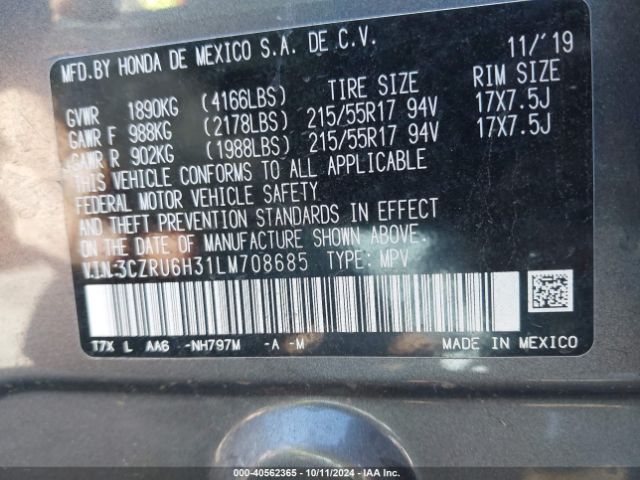 MFD.BY HONDA DE MEXICO S.A. DE C.V. 11/'19
TIRE SIZE RIM SIZE
GVWR 1890KG (4166LBS)
GAWR F 988KG (2178LBS) 215/55R17 94V 17X7.5J
GAWR R 902KG (1988LBS) 215/55R17 94V 17X7.5J
THIS VEHICLE CONFORMS TO ALL APPLICABLE
FEDERAL MOTOR VEHICLE SAFETY
AND THEFT PREVENTION STANDARDS IN EFFECT
ON THE DATE OF MANUFACTURE SHOWN ABOVE.
V.I.N:3CZRU6H31LM708685 TYPE: MPV
T7X L AA6 -NH797M -A -M MADE IN MEXICO
000-40562365 - 10/11/2024 - IAA Inc.